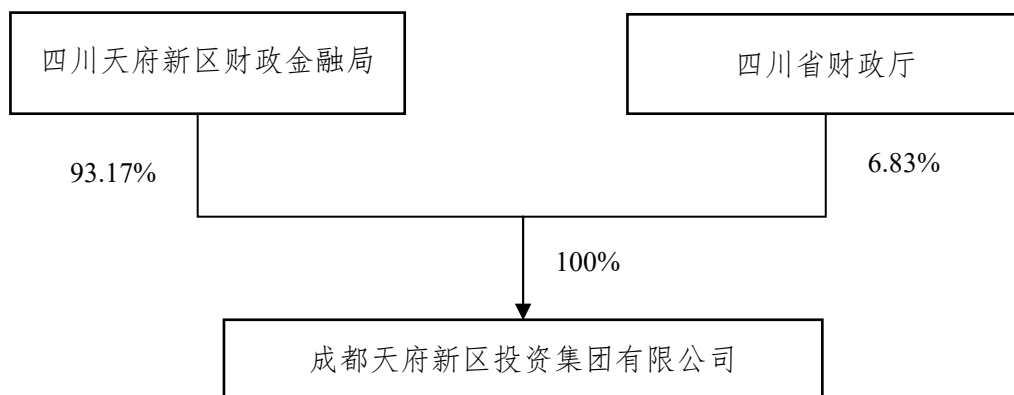 四川天府新区财政金融局
四川省财政厅
93.17%
6.83%
100%
成都天府新区投资集团有限公司